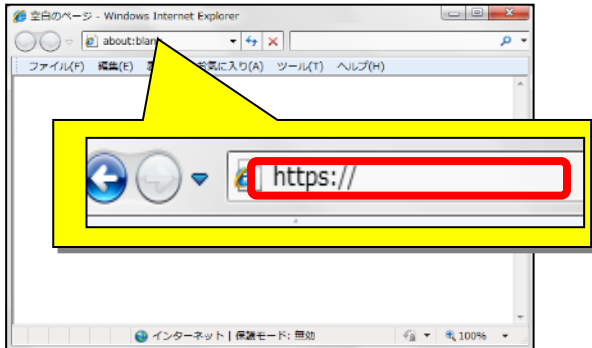 空白のページ - Windows Internet Explorer
about:blan
ファイル(F) 編集(E) お気に入り(A) ツール(T) ヘルプ(H)
https://
インターネット | 保護モード: 無効
100%